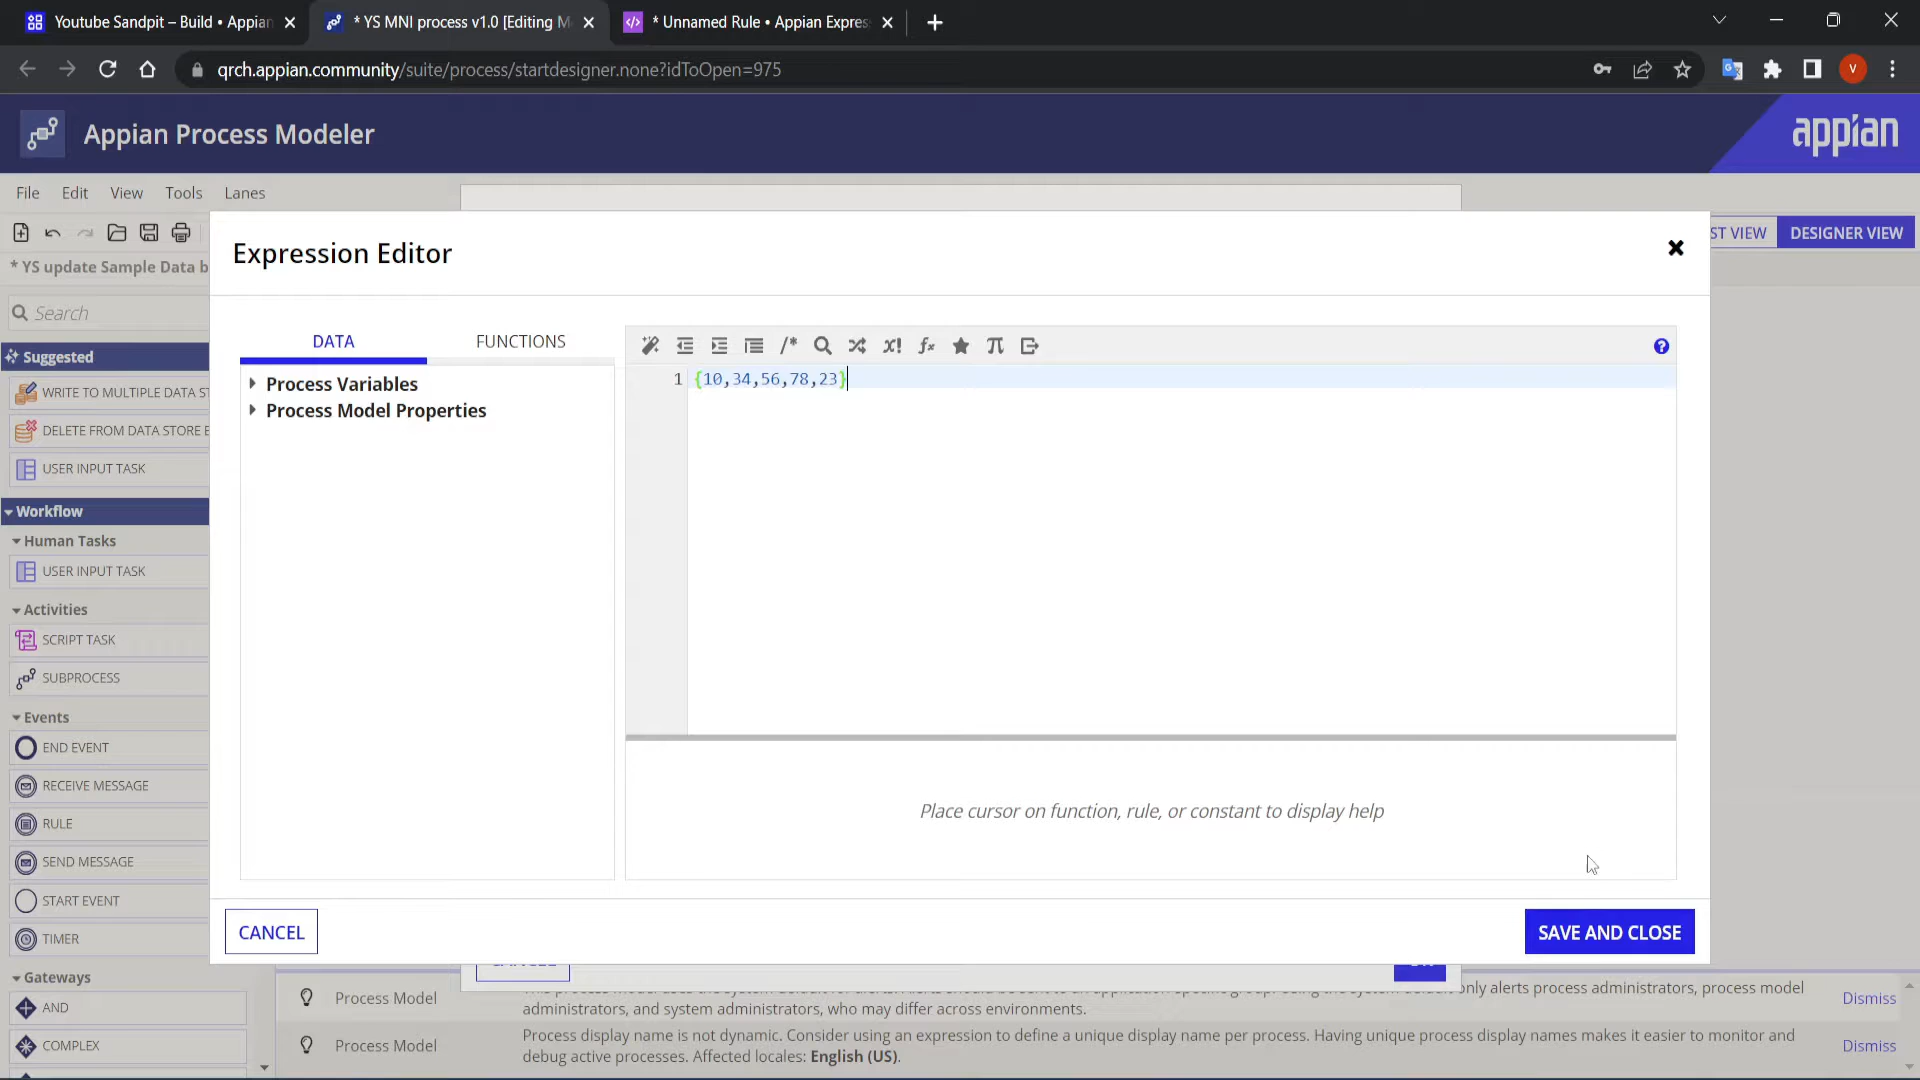 Youtube Sandpit – Build • Appian
* YS MNI process v1.0 [Editing M
* Unnamed Rule • Appian Expres
qrch.appian.community/suite/process/startdesigner.none?idToOpen=975
V
Appian Process Modeler
appian
File Edit View Tools Lanes
ST VIEW
DESIGNER VIEW
* YS update Sample Data b
Search
Expression Editor
DATA
FUNCTIONS
Process Variables
Process Model Properties
1 {10,34,56,78,23}
Place cursor on function, rule, or constant to display help
CANCEL
SAVE AND CLOSE
Suggested
WRITE TO MULTIPLE DATA ST
DELETE FROM DATA STORE E
USER INPUT TASK
Workflow
Human Tasks
USER INPUT TASK
Activities
SCRIPT TASK
SUBPROCESS
Events
END EVENT
RECEIVE MESSAGE
RULE
SEND MESSAGE
START EVENT
TIMER
Gateways
AND
COMPLEX
Process Model
only alerts process administrators, process model
administrators, and system administrators, who may differ across environments.
Dismiss
Process Model
Process display name is not dynamic. Consider using an expression to define a unique display name per process. Having unique process display names makes it easier to monitor and
debug active processes. Affected locales: English (US).
Dismiss